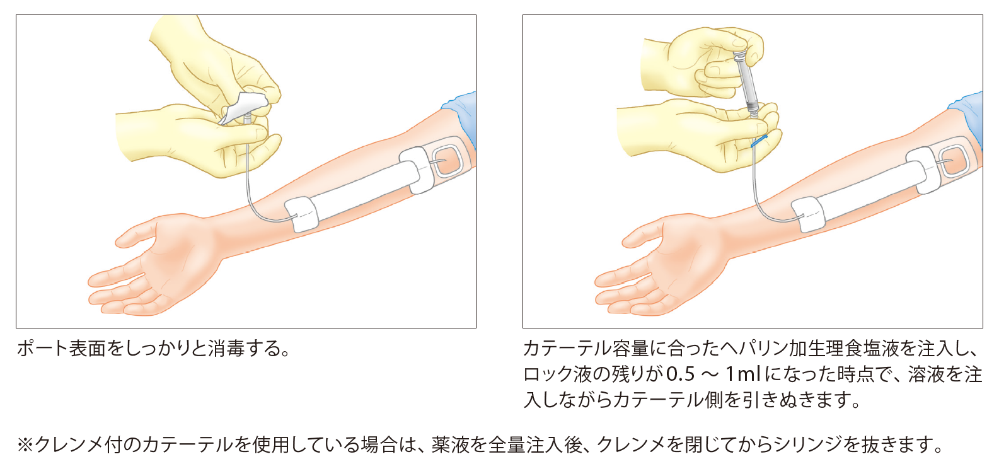 ポート表面をしっかりと消毒する。
カテーテル容量に合ったヘパリン加生理食塩液を注入し、
ロック液の残りが0.5 ～ 1mlになった時点で、溶液を注
入しながらカテーテル側を引きぬきます。
※クレンメ付のカテーテルを使用している場合は、薬液を全量注入後、クレンメを閉じてからシリンジを抜きます。